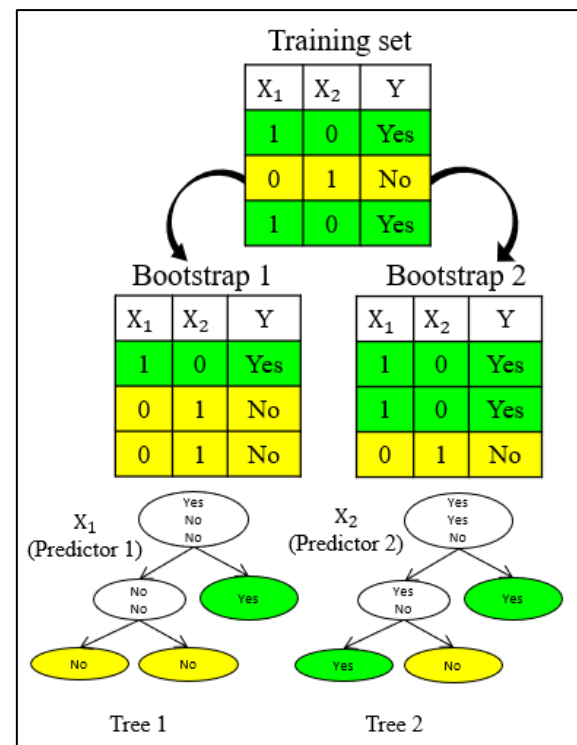 Training set
X₁ X₂ Y
1 0 Yes
0 1 No
1 0 Yes
Bootstrap 1
X₁ X₂ Y
1 0 Yes
0 1 No
0 1 No
Bootstrap 2
X₁ X₂ Y
1 0 Yes
1 0 Yes
0 1 No
X₁
(Predictor 1)
Yes
No
No
No
No
Yes
No
No
Tree 1
X₂
(Predictor 2)
Yes
Yes
No
Yes
No
Yes
Yes
No
Tree 2